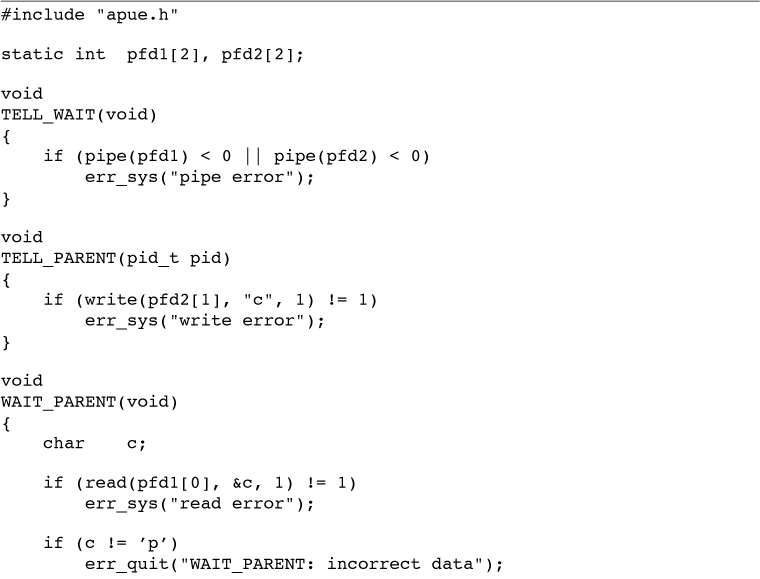 #include "apue.h"
static int  pfd1[2], pfd2[2];
void
TELL_WAIT(void)
{
    if (pipe(pfd1) < 0 || pipe(pfd2) < 0)
        err_sys("pipe error");
}
void
TELL_PARENT(pid_t pid)
{
    if (write(pfd2[1], "c", 1) != 1)
        err_sys("write error");
}
void
WAIT_PARENT(void)
{
    char    c;
    if (read(pfd1[0], &c, 1) != 1)
        err_sys("read error");
    if (c != ’p’)
        err_quit("WAIT_PARENT: incorrect data");